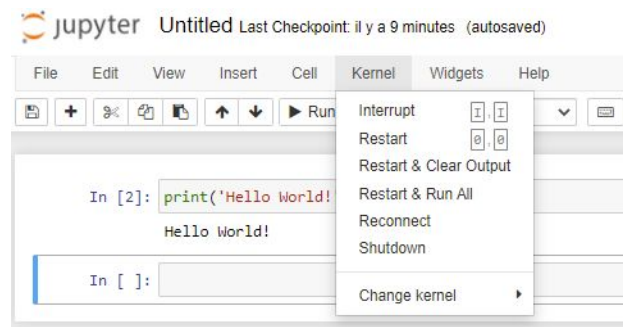 jupyter Untitled Last Checkpoint: il y a 9 minutes (autosaved)
File Edit View Insert Cell Kernel Widgets Help
Run
Interrupt I,I
Restart 0,0
Restart & Clear Output
Restart & Run All
Reconnect
Shutdown
Change kernel
In [2]: print('Hello World!
Hello World!
In [ ]: